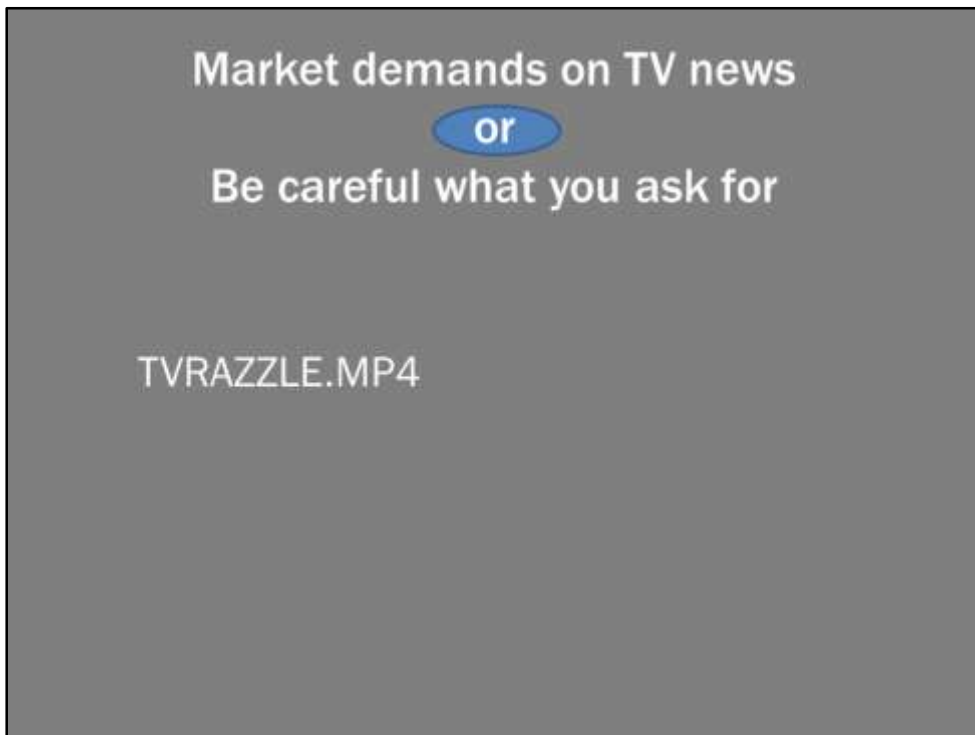 Market demands on TV news
or
Be careful what you ask for
TVRAZZLE.MP4